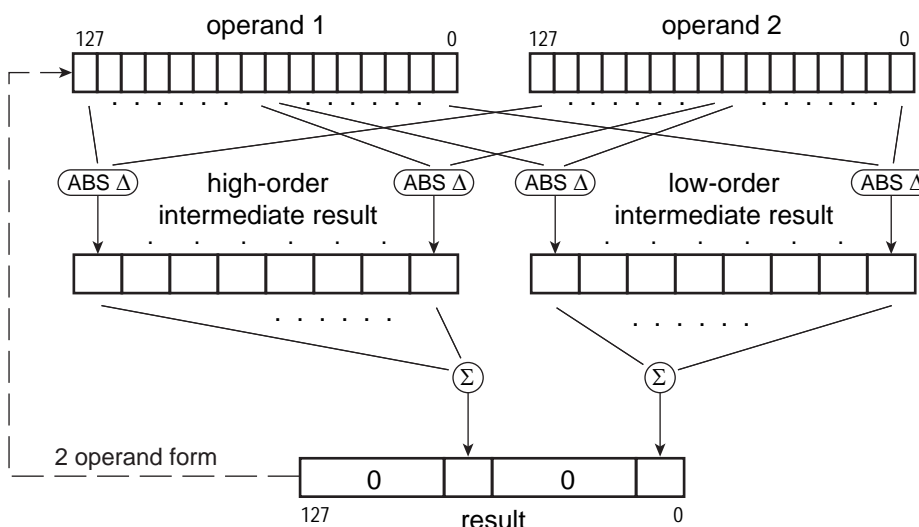 operand 1
operand 2
127 0
127 0
ABS Δ
high-order
intermediate result
ABS Δ
ABS Δ
low-order
intermediate result
ABS Δ
Σ
Σ
2 operand form
0 0
127 result 0